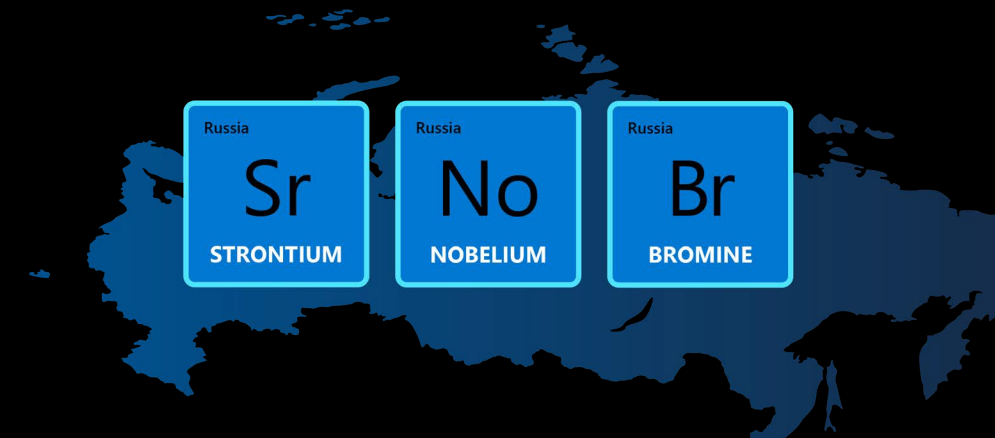 Russia
Sr
STRONTIUM
Russia
No
NOBELIUM
Russia
Br
BROMINE